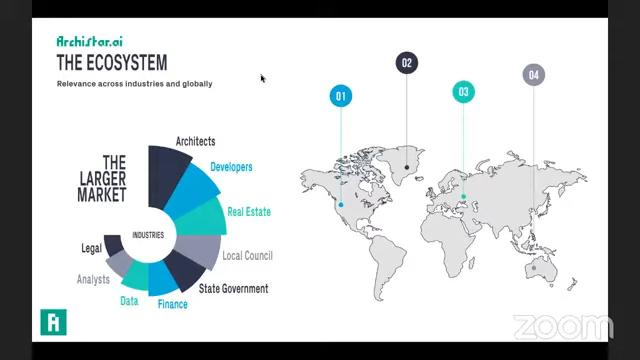 Archistar.ai
THE ECOSYSTEM
Relevance across industries and globally
01
02
03
04
THE
LARGER
MARKET
INDUSTRIES
Architects
Developers
Real Estate
Local Council
State Government
Finance
Data
Analysts
Legal
zoom